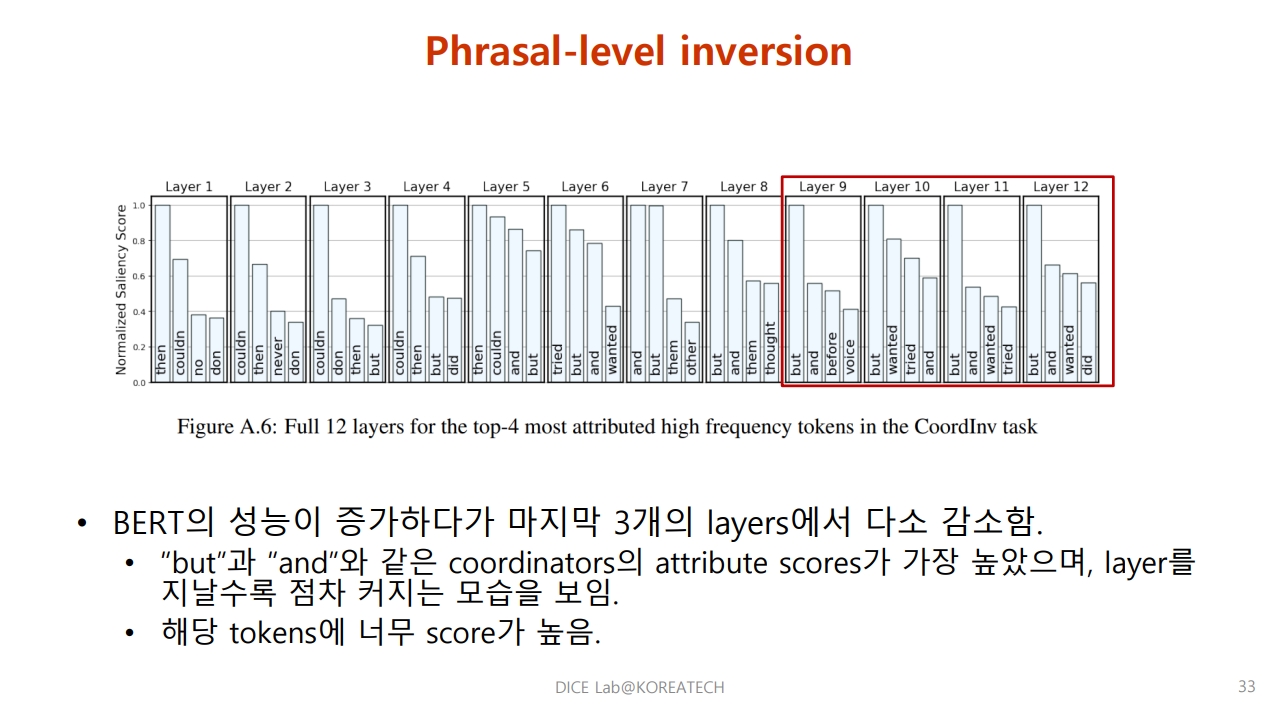 Phrasal-level inversion
Layer 1 Layer 2 Layer 3 Layer 4 Layer 5 Layer 6 Layer 7 Layer 8 Layer 9 Layer 10 Layer 11 Layer 12
Normalized Saliency Score
1.0
0.8
0.6
0.4
0.2
0.0
then couldn no don
couldn then never don
couldn don then but
couldn then but did
then couldn and but
tried but and wanted
and but them other
but and them thought
but and before voice
but wanted tried and
but and wanted tried
but and wanted did
Figure A.6: Full 12 layers for the top-4 most attributed high frequency tokens in the CoordInv task
• BERT의 성능이 증가하다가 마지막 3개의 layers에서 다소 감소함.
• “but”과 “and”와 같은 coordinators의 attribute scores가 가장 높았으며, layer를
지날수록 점차 커지는 모습을 보임.
• 해당 tokens에 너무 score가 높음.
DICE Lab@KOREATECH
33